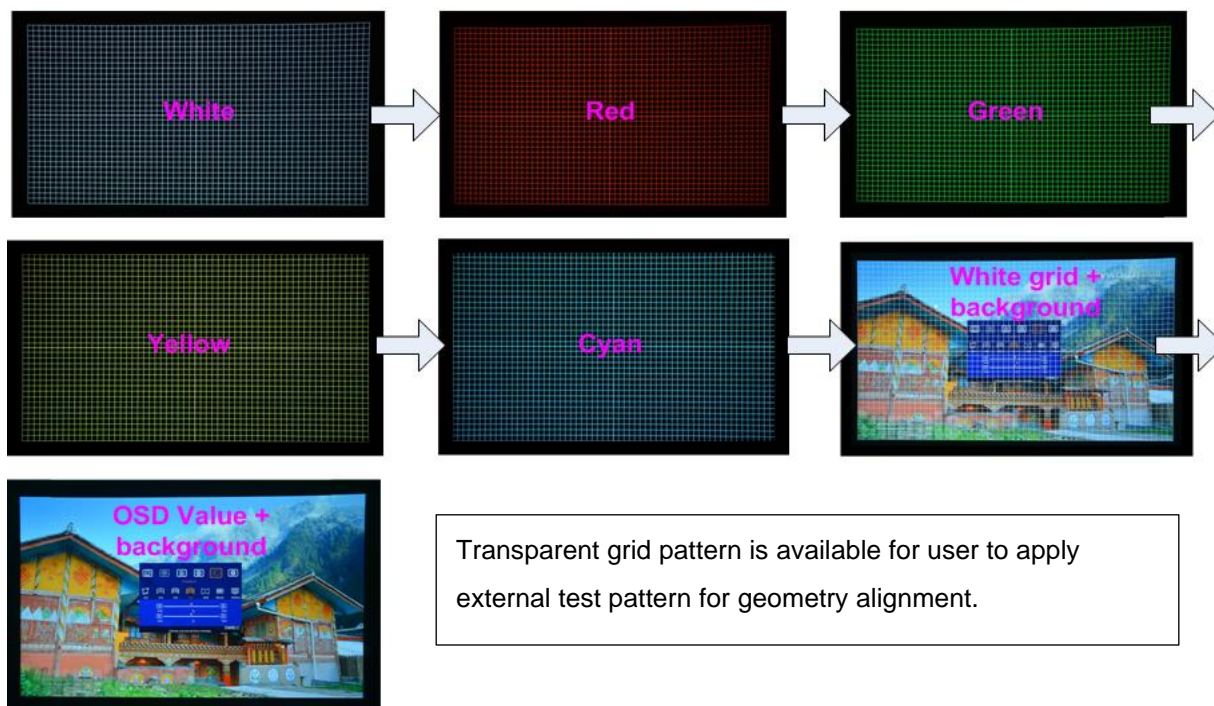 White
Red
Green
Yellow
Cyan
White grid +
background
OSD Value +
background
Transparent grid pattern is available for user to apply
external test pattern for geometry alignment.